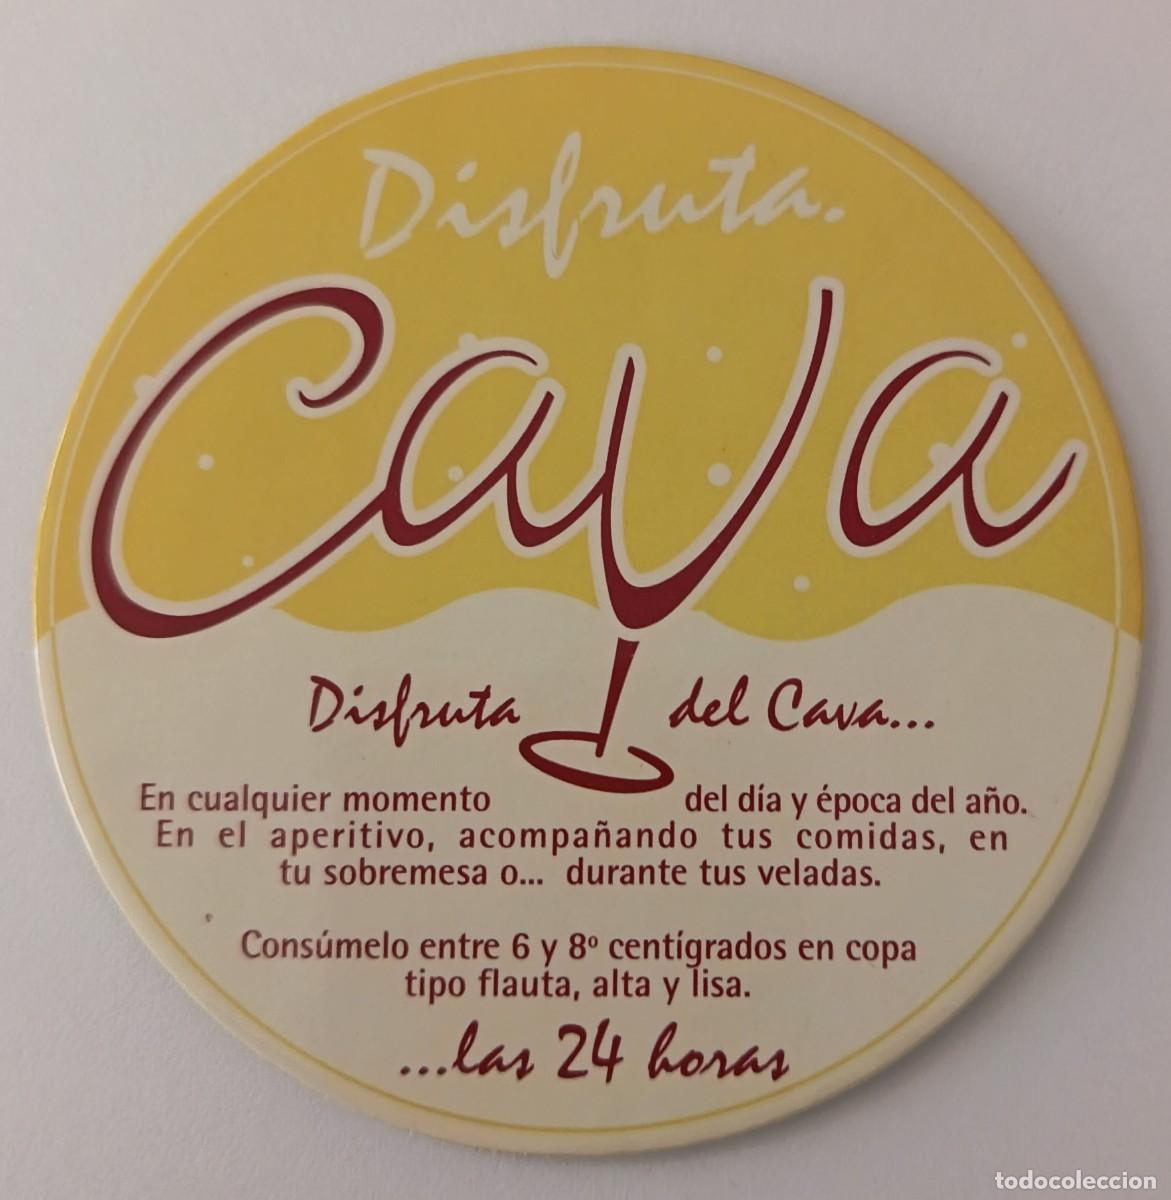 Disfruta.
Cava
Disfruta del Cava...
En cualquier momento del día y época del año.
En el aperitivo, acompañando tus comidas, en
tu sobremesa o... durante tus veladas.
Consúmelo entre 6 y 8º centígrados en copa
tipo flauta, alta y lisa.
...las 24 horas
todocoleccion